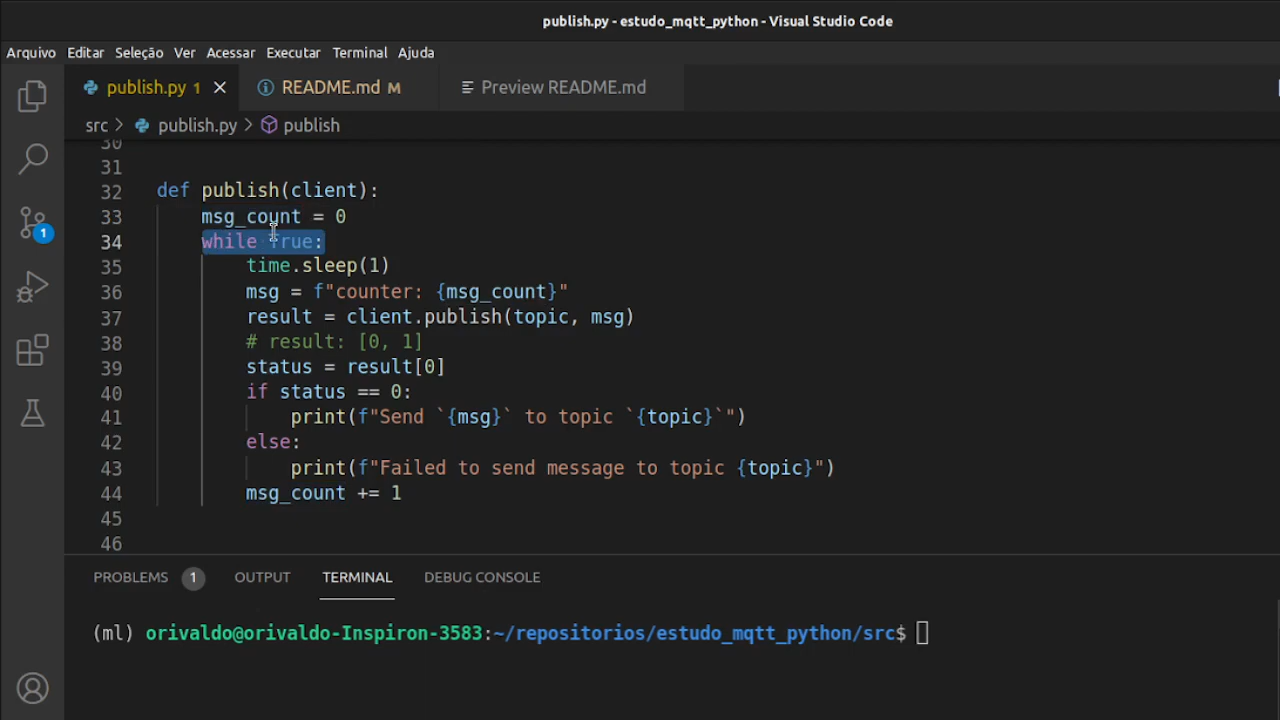 publish.py - estudo_mqtt_python - Visual Studio Code
Arquivo Editar Seleção Ver Acessar Executar Terminal Ajuda
publish.py 1 README.md M Preview README.md
src > publish.py > publish
30
31
32 def publish(client):
33 msg_count = 0
34 while True:
35 time.sleep(1)
36 msg = f"counter: {msg_count}"
37 result = client.publish(topic, msg)
38 # result: [0, 1]
39 status = result[0]
40 if status == 0:
41 print(f"Send `{msg}` to topic `{topic}`")
42 else:
43 print(f"Failed to send message to topic {topic}")
44 msg_count += 1
45
46
1
PROBLEMS 1 OUTPUT TERMINAL DEBUG CONSOLE
(ml) orivaldo@orivaldo-Inspiron-3583:~/repositorios/estudo_mqtt_python/src$